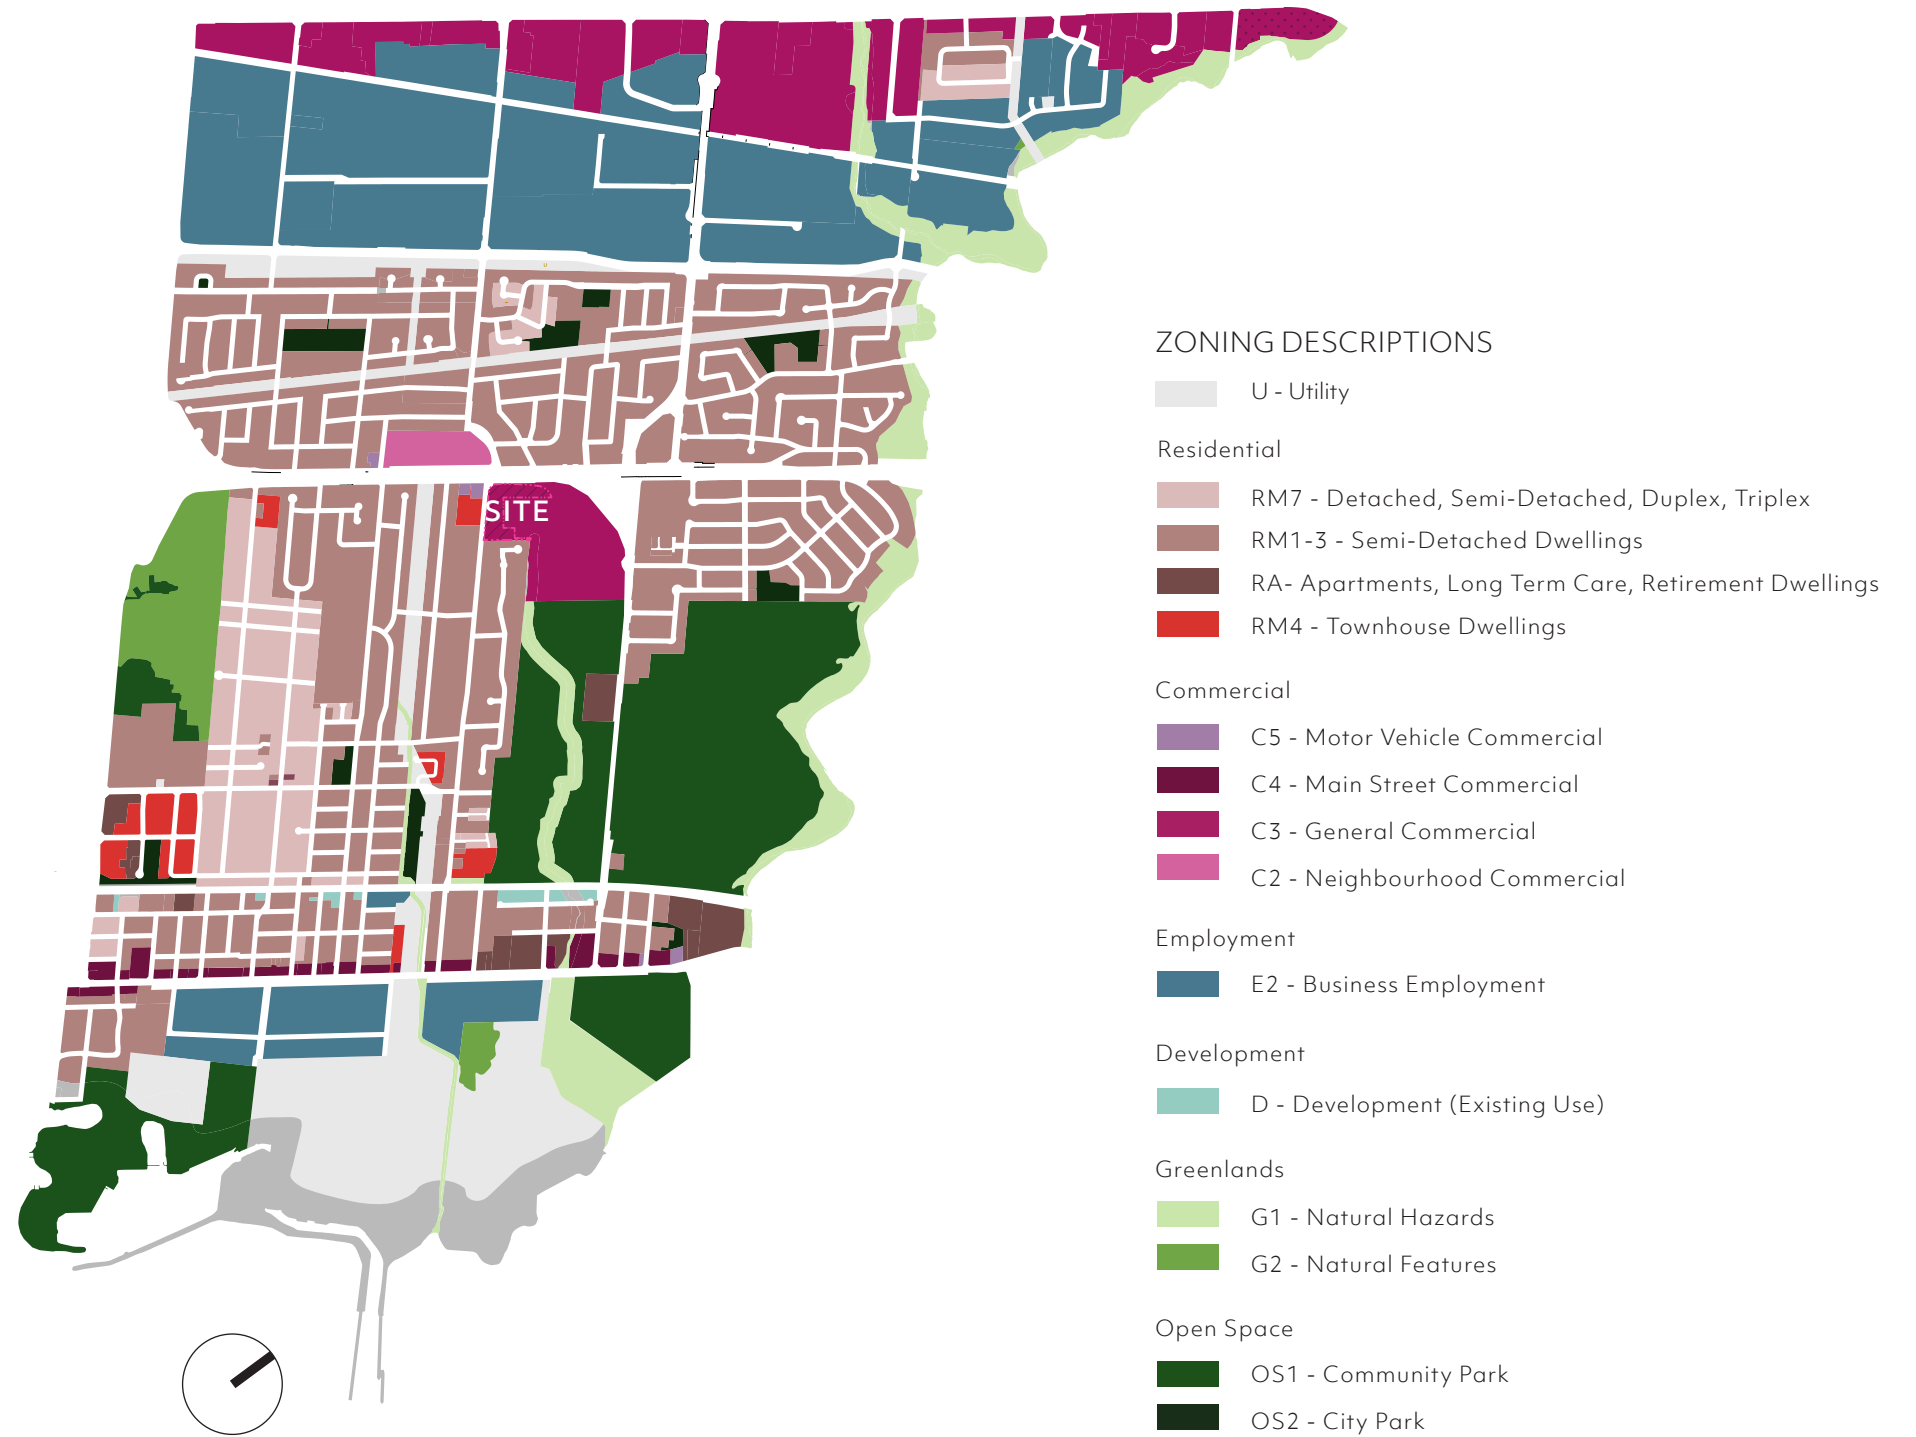 SITE
ZONING DESCRIPTIONS
U - Utility
Residential
RM7 - Detached, Semi-Detached, Duplex, Triplex
RM1-3 - Semi-Detached Dwellings
RA- Apartments, Long Term Care, Retirement Dwellings
RM4 - Townhouse Dwellings
Commercial
C5 - Motor Vehicle Commercial
C4 - Main Street Commercial
C3 - General Commercial
C2 - Neighbourhood Commercial
Employment
E2 - Business Employment
Development
D - Development (Existing Use)
Greenlands
G1 - Natural Hazards
G2 - Natural Features
Open Space
OS1 - Community Park
OS2 - City Park